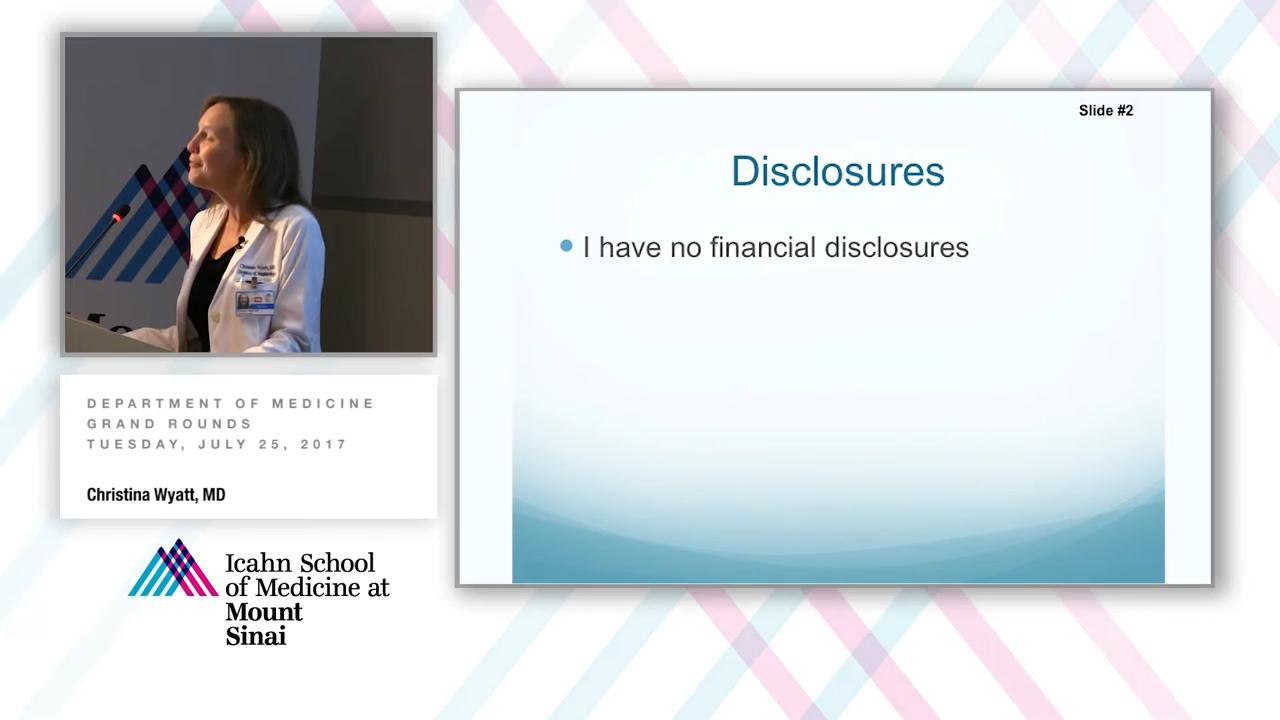 Slide #2
Disclosures
I have no financial disclosures
DEPARTMENT OF MEDICINE
GRAND ROUNDS
TUESDAY, JULY 25, 2017
Christina Wyatt, MD
Icahn School
of Medicine at
Mount
Sinai